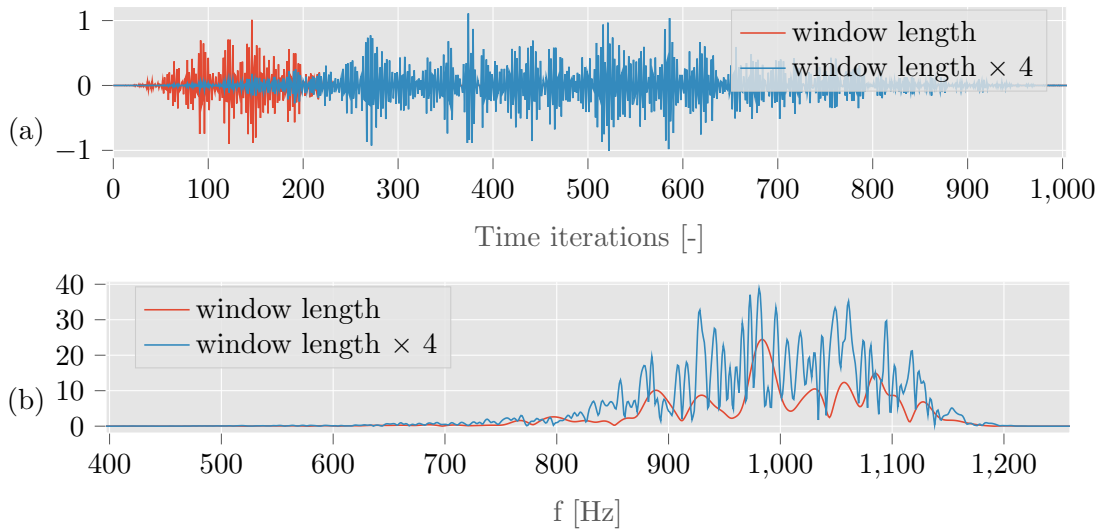 1
window length
window length × 4
0
(a)
−1
0 100 200 300 400 500 600 700 800 900 1,000
Time iterations [-]
40
window length
30
window length × 4
20
10
(b)
0
400 500 600 700 800 900 1,000 1,100 1,200
f [Hz]